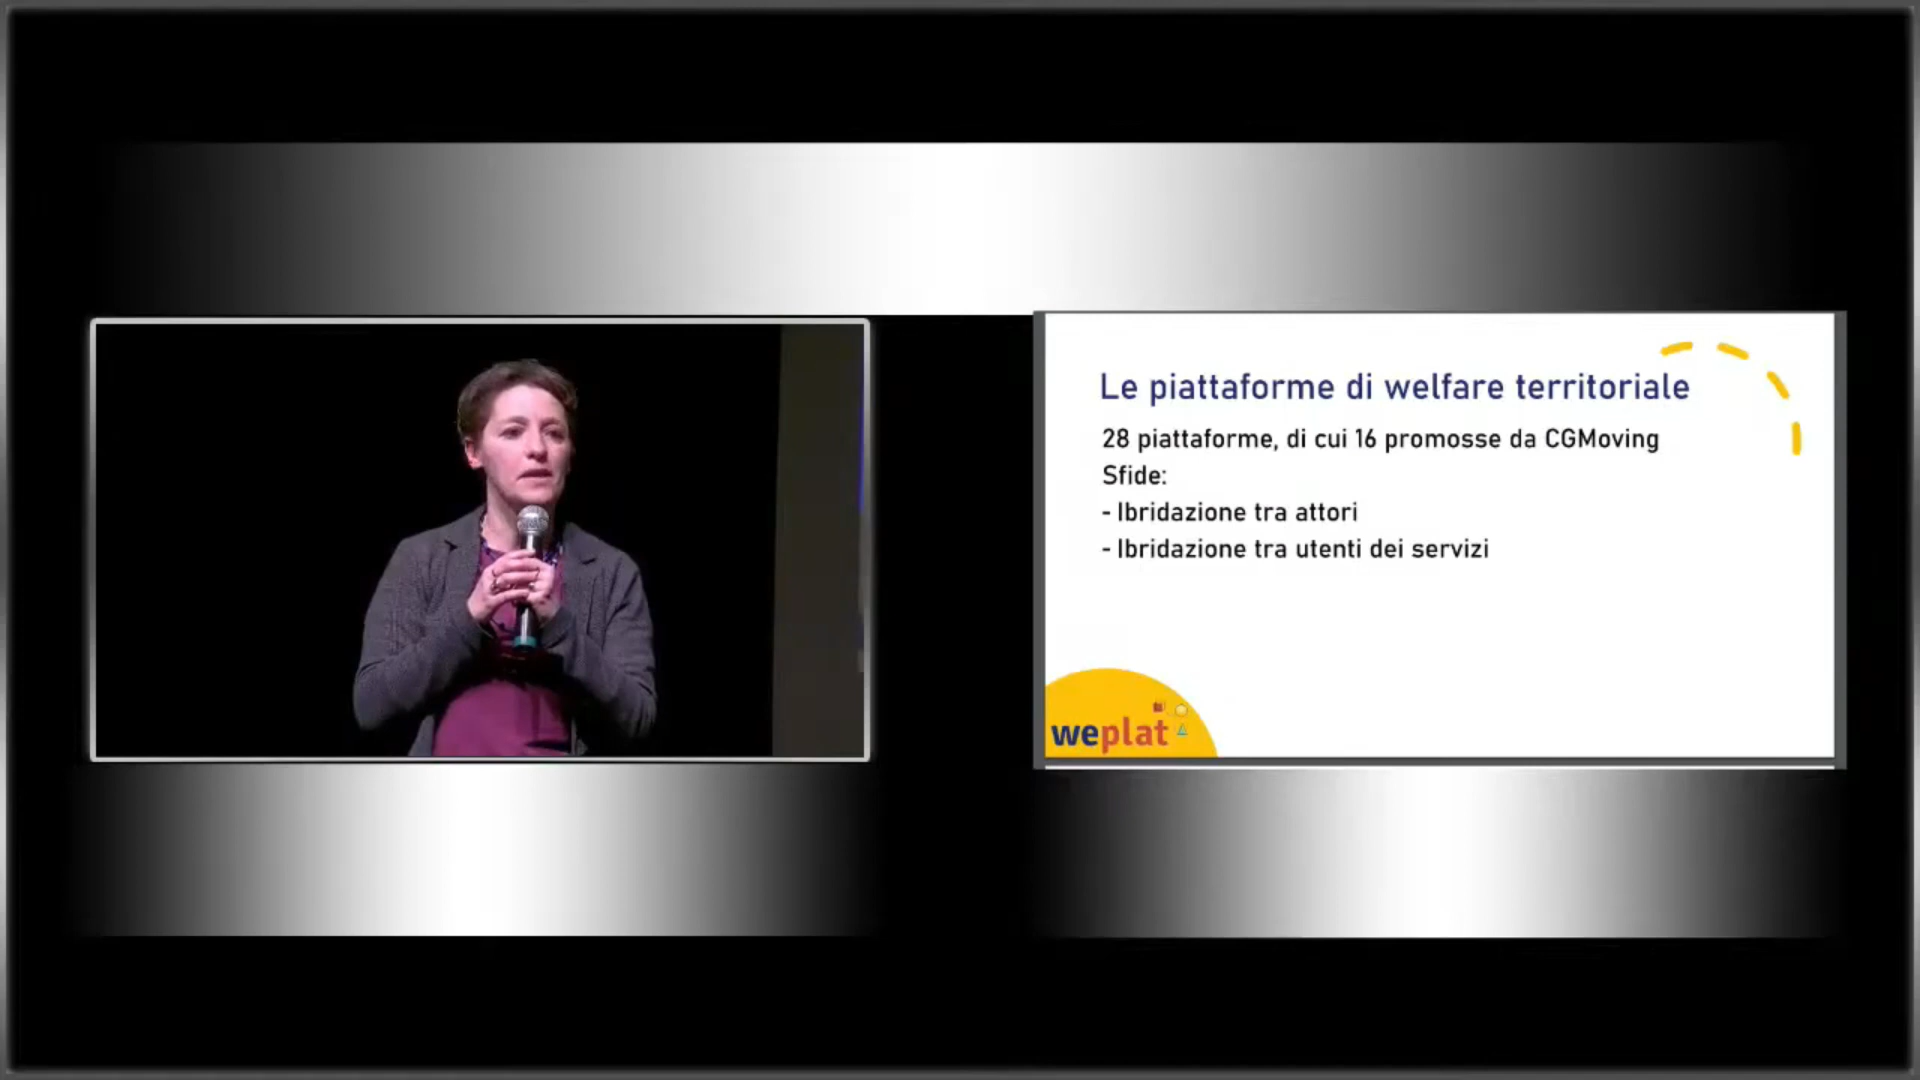 Le piattaforme di welfare territoriale
28 piattaforme, di cui 16 promosse da CGMoving
Sfide:
- Ibridazione tra attori
- Ibridazione tra utenti dei servizi
weplat